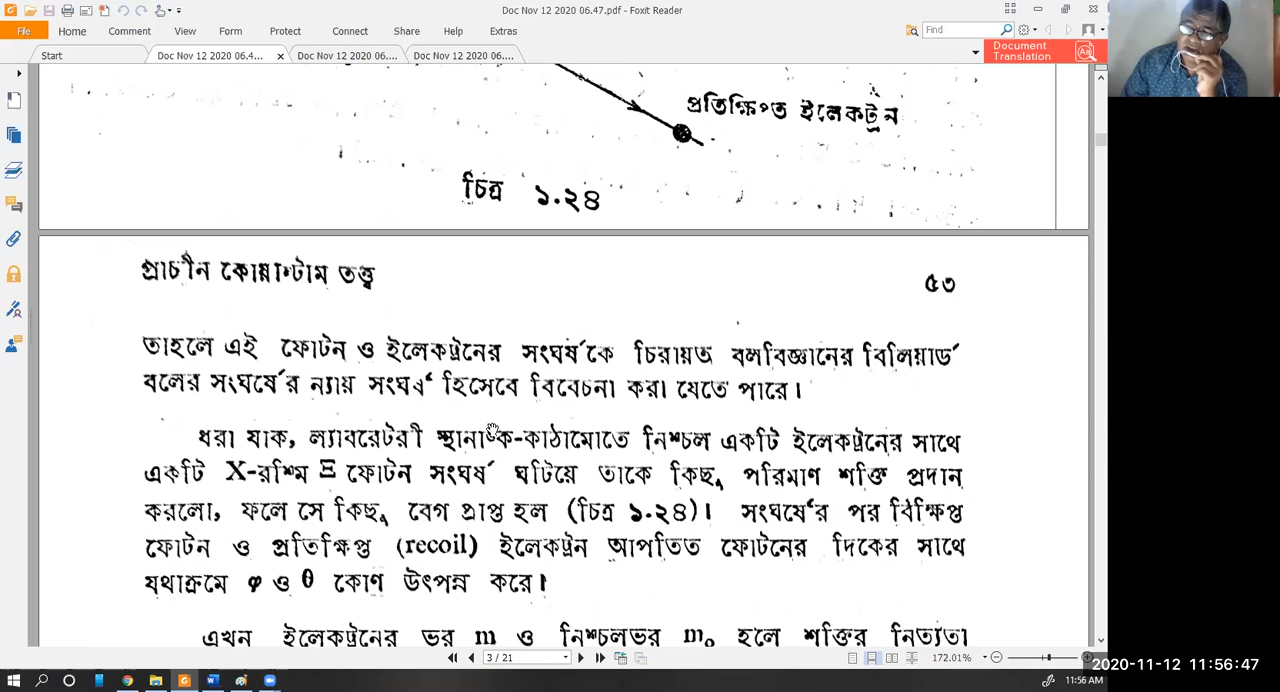 Doc Nov 12 2020 06.47.pdf - Foxit Reader
File Home Comment View Form Protect Connect Share Help Extras
Find
Document
Translation
Start
Doc Nov 12 2020 06.4...
Doc Nov 12 2020 06....
Doc Nov 12 2020 06....
প্রতিক্ষিপ্ত ইলেকট্রন
চিত্র ১.২৪
প্রাচীন কোয়ান্টাম তত্ত্ব ৫৩
তাহলে এই ফোটন ও ইলেকট্রনের সংঘর্ষকে চিরায়ত বলবিজ্ঞানের বিলিয়ার্ড
বলের সংঘর্ষের ন্যায় সংঘর্ষ হিসেবে বিবেচনা করা যেতে পারে।
ধরা যাক, ল্যাবরেটরী স্থানাঙ্ক-কাঠামোতে নিশ্চল একটি ইলেকট্রনের সাথে
একটি X-রশ্মি ফোটন সংঘর্ষ ঘটিয়ে তাকে কিছু পরিমাণ শক্তি প্রদান
করলো, ফলে সে কিছু বেগ প্রাপ্ত হল (চিত্র ১.২৪)। সংঘর্ষের পর বিক্ষিপ্ত
ফোটন ও প্রতিক্ষিপ্ত (recoil) ইলেকট্রন আপতিত ফোটনের দিকের সাথে
যথাক্রমে φ ও θ কোণ উৎপন্ন করে।
এখন ইলেকট্রনের ভর m ও নিশ্চলভর m₀ হলে শক্তির নিত্যতা
3 / 21
172.01%
2020-11-12 11:56:47
11:56 AM